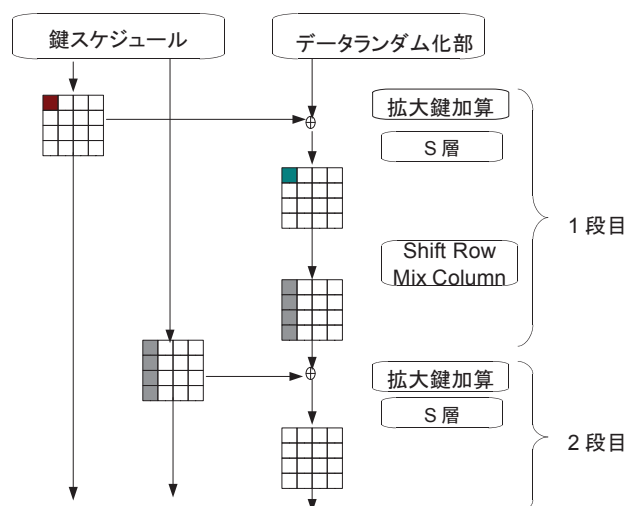 鍵スケジュール
データランダム化部
拡大鍵加算
S 層
Shift Row
Mix Column
1 段目
拡大鍵加算
S 層
2 段目